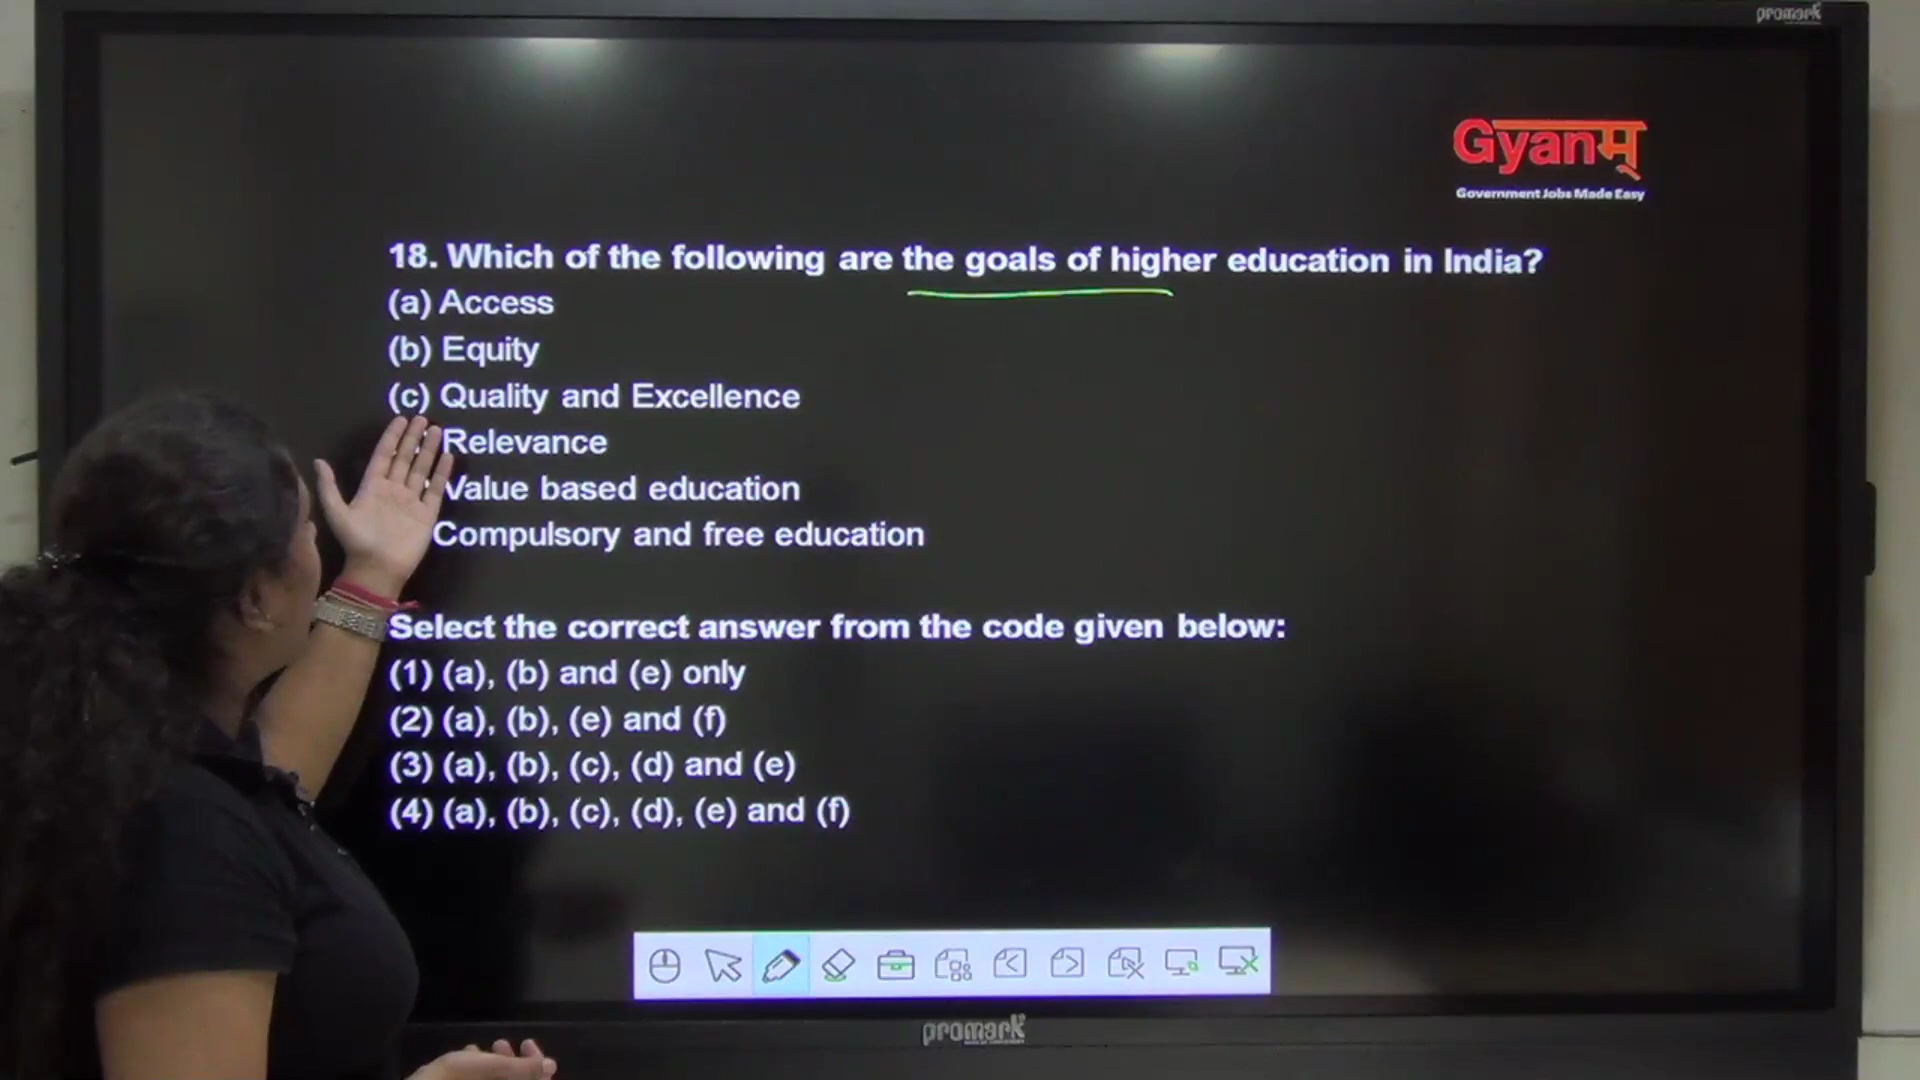 promark
Gyanम्
Government Jobs Made Easy
18. Which of the following are the goals of higher education in India?
(a) Access
(b) Equity
(c) Quality and Excellence
Relevance
Value based education
Compulsory and free education
Select the correct answer from the code given below:
(1) (a), (b) and (e) only
(2) (a), (b), (e) and (f)
(3) (a), (b), (c), (d) and (e)
(4) (a), (b), (c), (d), (e) and (f)
promark